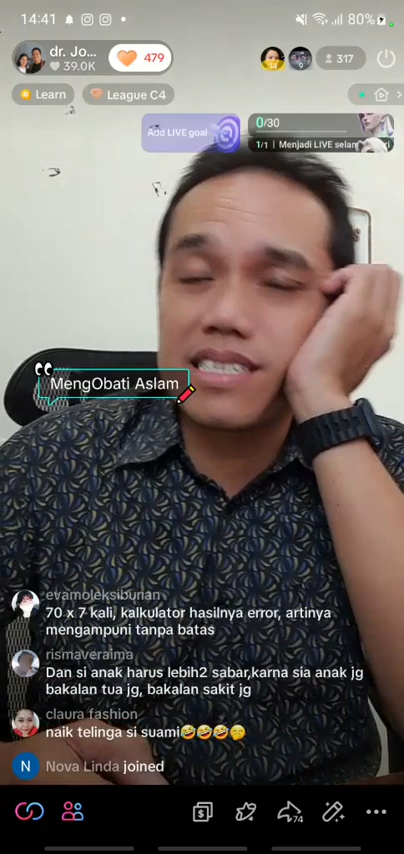 14:41
80%
dr. Jo...
39.0K
479
317
Learn
League C4
Add LIVE goal
0/30
1/1 | Menjadi LIVE selam
MengObati Aslam
evamoleksiburian
70 x 7 kali, kalkulator hasilnya error, artinya
mengampuni tanpa batas
rismaveraima
Dan si anak harus lebih2 sabar,karna sia anak jg
bakalan tua jg, bakalan sakit jg
claura fashion
naik telinga si suami🤣🤣🤣🤭
N
Nova Linda joined
74